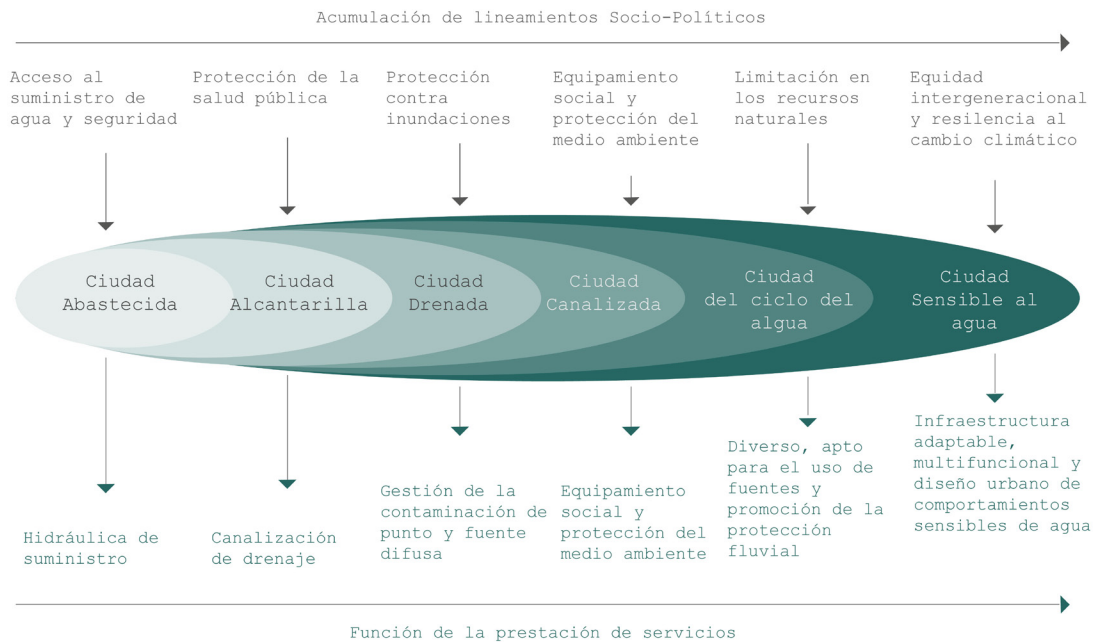 Acumulación de lineamientos Socio-Políticos
Acceso al
suministro de
agua y seguridad
Protección de la
salud pública
Protección
contra
inundaciones
Equipamiento
social y
protección del
medio ambiente
Limitación en
los recursos
naturales
Equidad
intergeneracional
y resilencia al
cambio climático
Ciudad
Abastecida
Ciudad
Alcantarilla
Ciudad
Drenada
Ciudad
Canalizada
Ciudad
del ciclo del
algua
Ciudad
Sensible al
agua
Hidráulica de
suministro
Canalización
de drenaje
Gestión de la
contaminación de
punto y fuente
difusa
Equipamiento
social y
protección del
medio ambiente
Diverso, apto
para el uso de
fuentes y
promoción de la
protección
fluvial
Infraestructura
adaptable,
multifuncional y
diseño urbano de
comportamientos
sensibles de agua
Función de la prestación de servicios